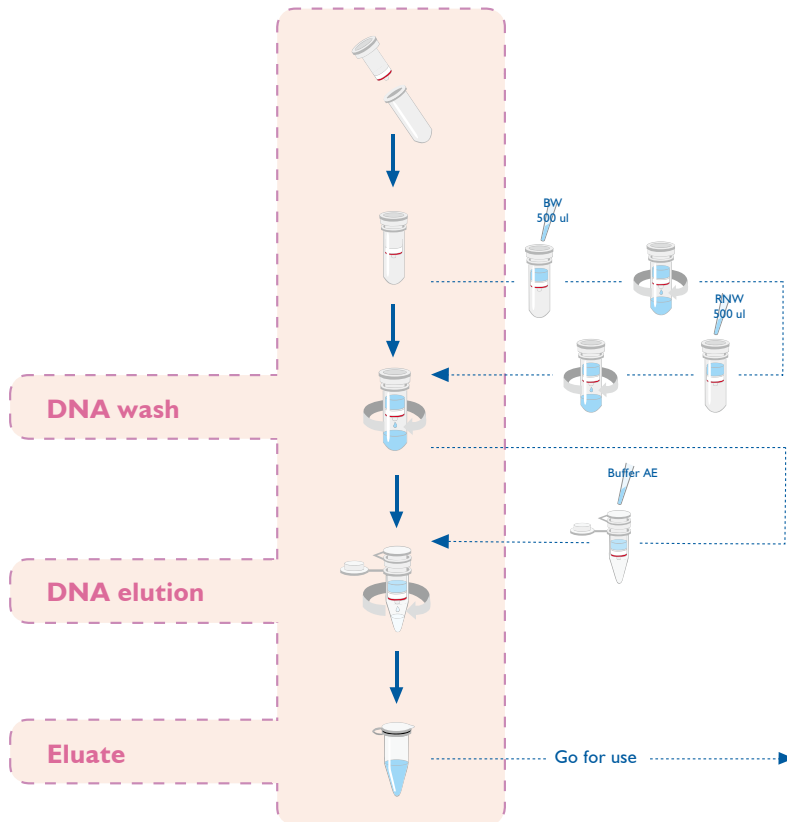 BW
500 ul
RNW
500 ul
DNA wash
Buffer AE
DNA elution
Eluate
Go for use